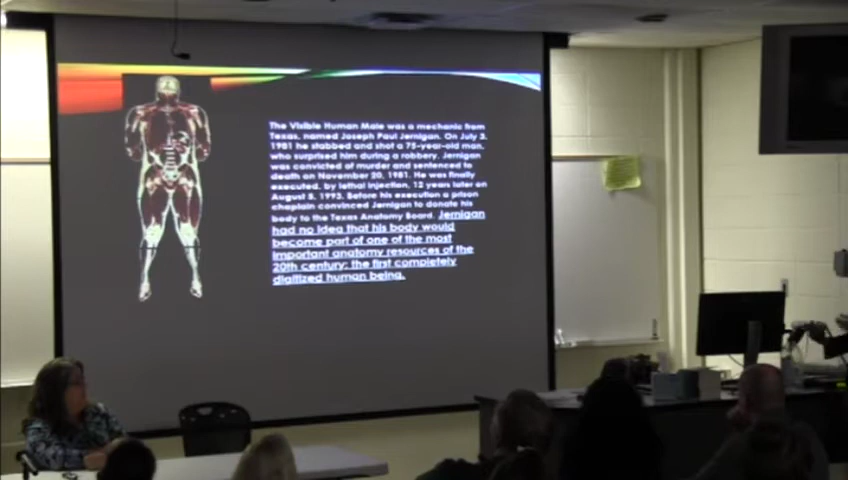 The Visible Human Male was a mechanic from
Texas, named Joseph Paul Jernigan. On July 3,
1981 he stabbed and shot a 75-year-old man,
who surprised him during a robbery. Jernigan
was convicted of murder and sentenced to
death on November 20, 1981. He was finally
executed, by lethal injection, 12 years later on
August 5, 1993. Before his execution a prison
chaplain convinced Jernigan to donate his
body to the Texas Anatomy Board. Jernigan
had no idea that his body would
become part of one of the most
important anatomy resources of the
20th century; the first completely
digitized human being.